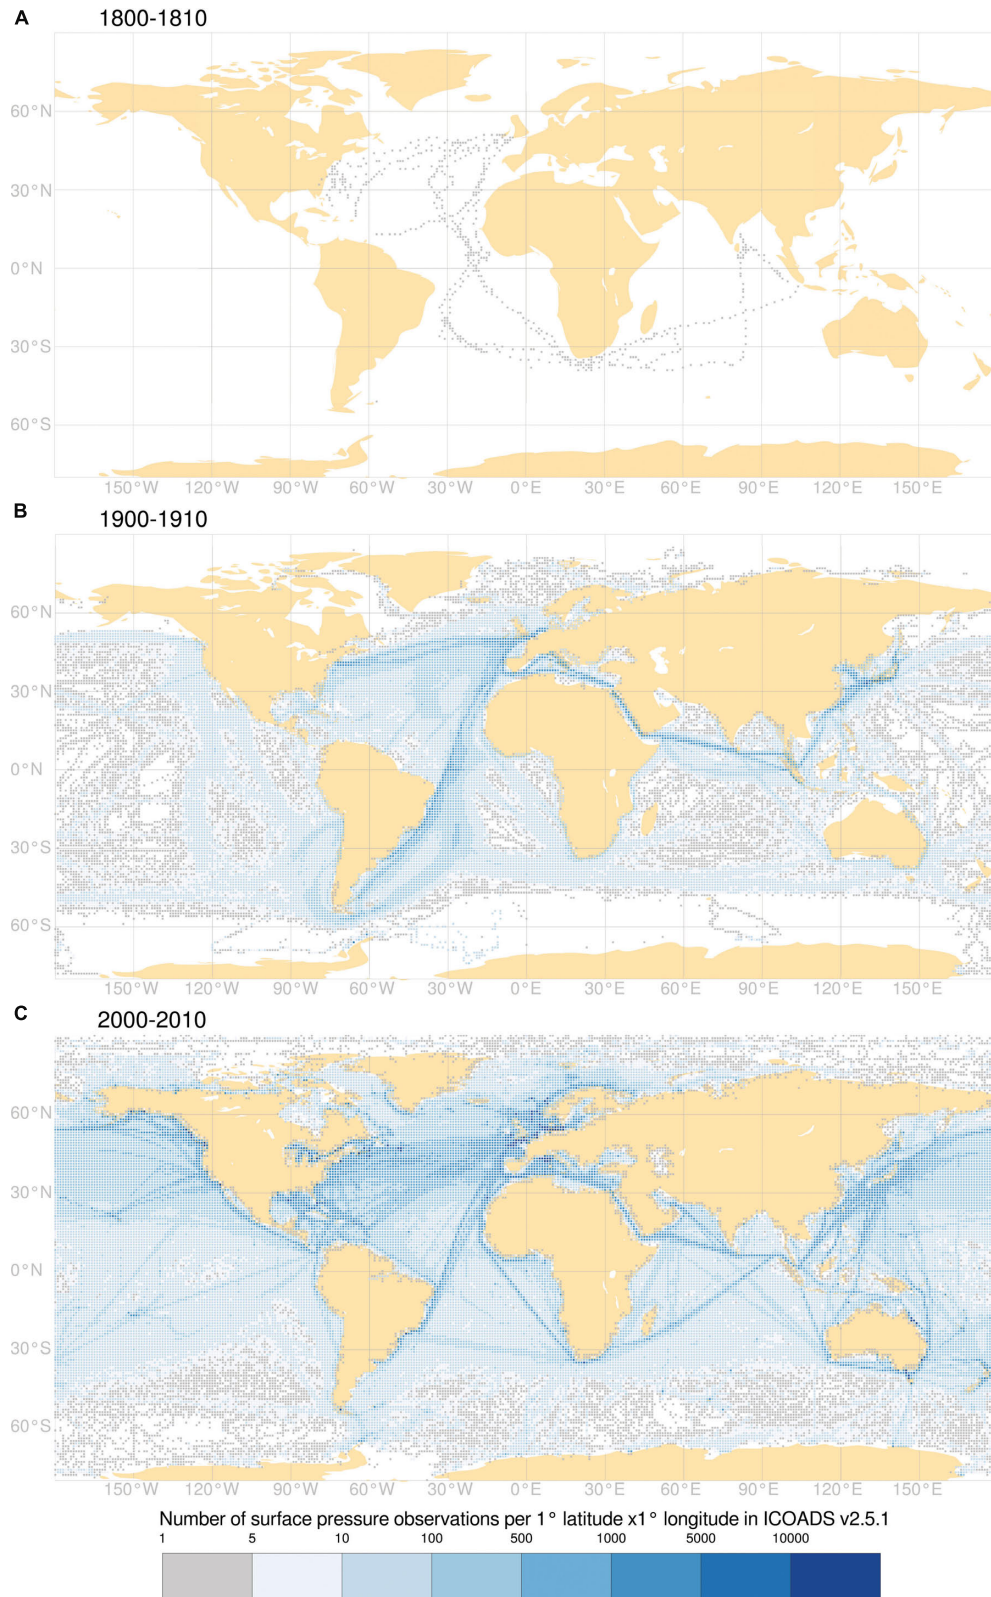 A
1800-1810
60°N
30°N
0°N
30°S
60°S
150°W 120°W 90°W 60°W 30°W 0°E 30°E 60°E 90°E 120°E 150°E
B
1900-1910
60°N
30°N
0°N
30°S
60°S
150°W 120°W 90°W 60°W 30°W 0°E 30°E 60°E 90°E 120°E 150°E
C
2000-2010
60°N
30°N
0°N
30°S
60°S
150°W 120°W 90°W 60°W 30°W 0°E 30°E 60°E 90°E 120°E 150°E
Number of surface pressure observations per 1° latitude x1° longitude in ICOADS v2.5.1
1 5 10 100 500 1000 5000 10000